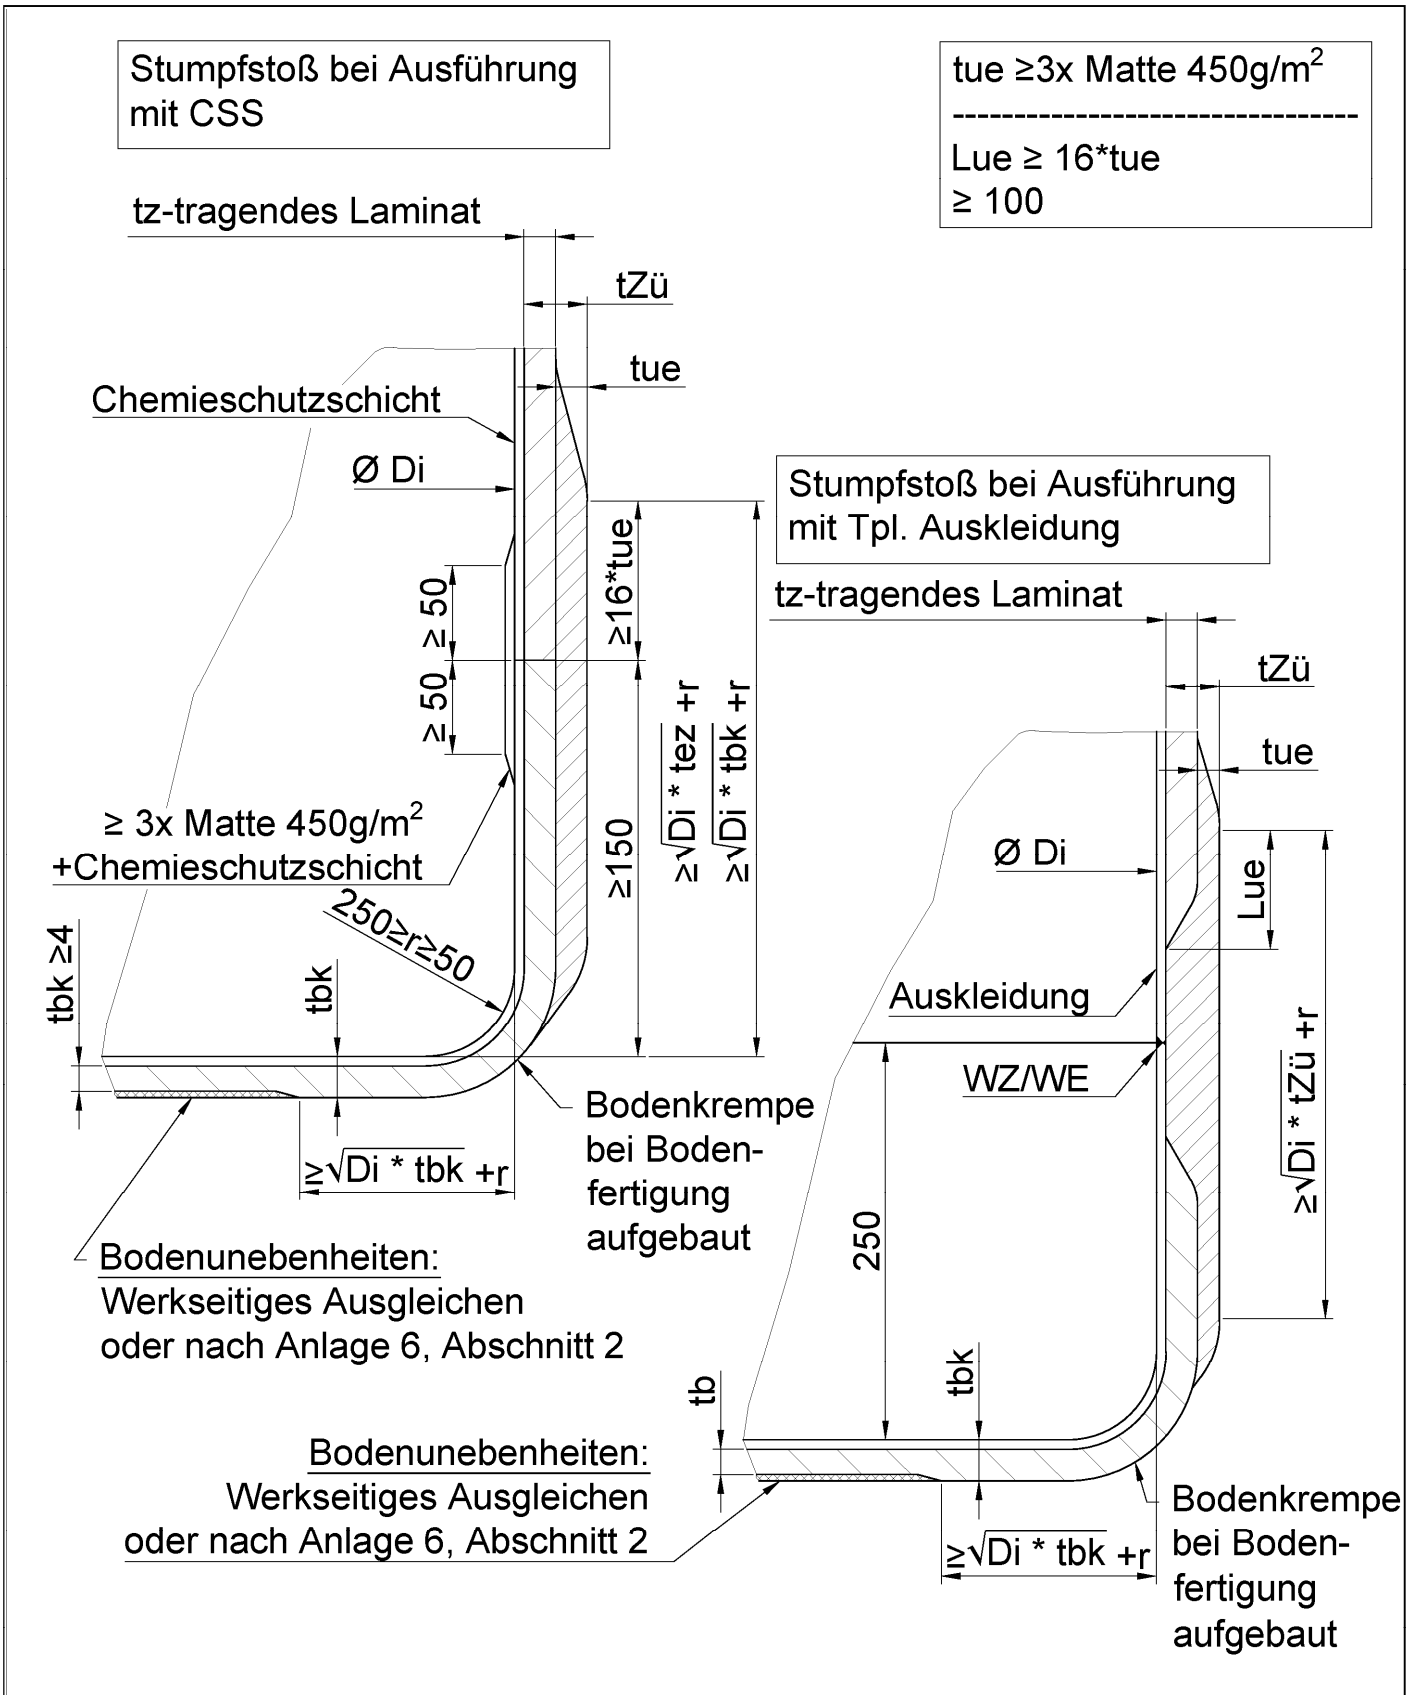 Stumpfstoß bei Ausführung
mit CSS
tue ≥3x Matte 450g/m²
---------------------------------
Lue ≥ 16*tue
≥ 100
tz-tragendes Laminat
tZü
tue
Chemieschutzschicht
Ø Di
≥ 50
≥ 50
≥16*tue
≥150
≥√Di * tez +r
≥√Di * tbk +r
≥ 3x Matte 450g/m²
+Chemieschutzschicht
250≥r≥50
tbk ≥4
tbk
≥√Di * tbk +r
Bodenkrempe
bei Boden-
fertigung
aufgebaut
Bodenunebenheiten:
Werkseitiges Ausgleichen
oder nach Anlage 6, Abschnitt 2
Stumpfstoß bei Ausführung
mit Tpl. Auskleidung
tz-tragendes Laminat
tZü
tue
Ø Di
Lue
Auskleidung
WZ/WE
≥√Di * tZü +r
250
tb
tbk
Bodenunebenheiten:
Werkseitiges Ausgleichen
oder nach Anlage 6, Abschnitt 2
≥√Di * tbk +r
Bodenkrempe
bei Boden-
fertigung
aufgebaut